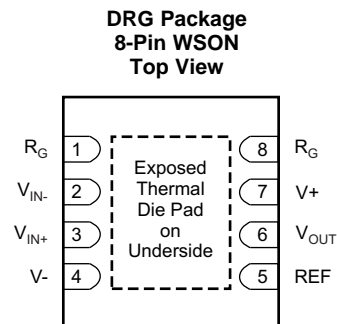 DRG Package
8-Pin WSON
Top View
R_G 1 8 R_G
V_IN- 2 7 V+
V_IN+ 3 6 V_OUT
V- 4 5 REF
Exposed
Thermal
Die Pad
on
Underside